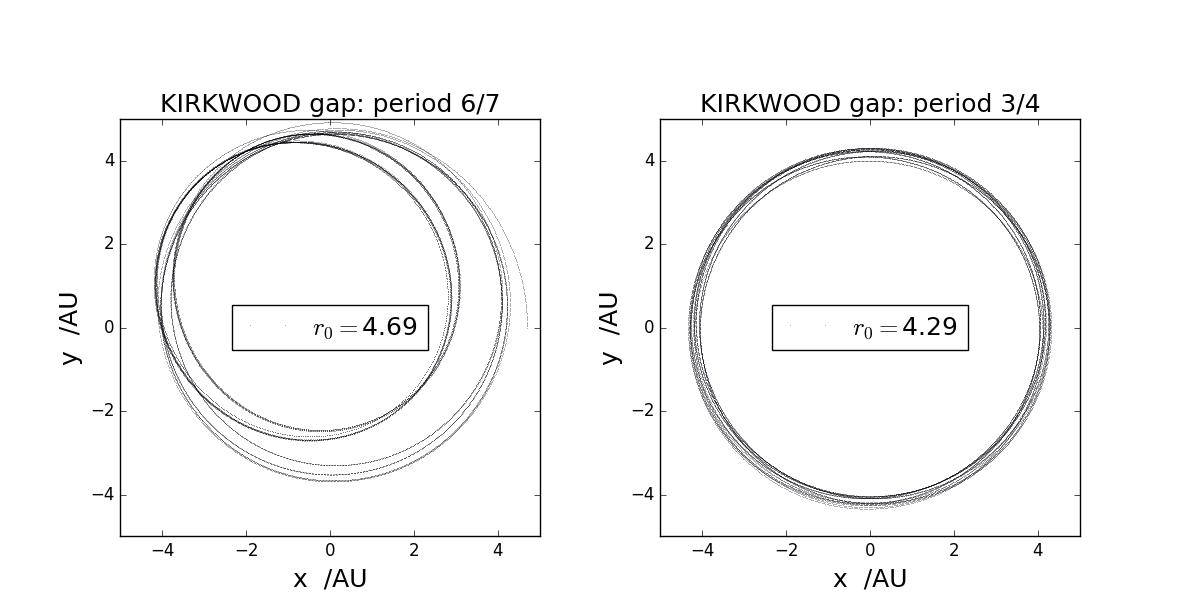 KIRKWOOD gap: period 6/7
4
2
0
−2
−4
y /AU
r₀ = 4.69
−4 −2 0 2 4
x /AU
KIRKWOOD gap: period 3/4
4
2
0
−2
−4
y /AU
r₀ = 4.29
−4 −2 0 2 4
x /AU